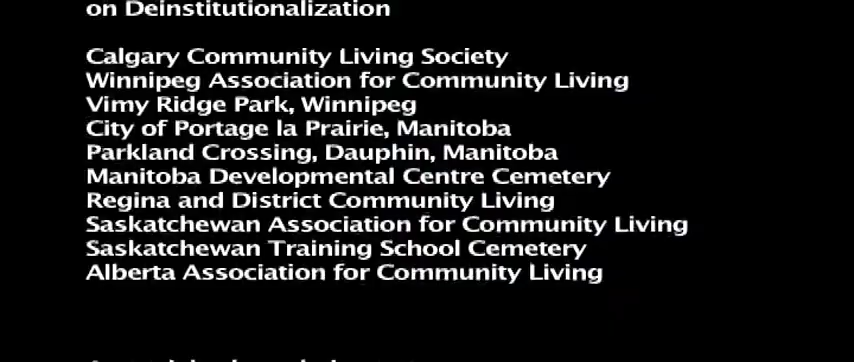 on Deinstitutionalization
Calgary Community Living Society
Winnipeg Association for Community Living
Vimy Ridge Park, Winnipeg
City of Portage la Prairie, Manitoba
Parkland Crossing, Dauphin, Manitoba
Manitoba Developmental Centre Cemetery
Regina and District Community Living
Saskatchewan Association for Community Living
Saskatchewan Training School Cemetery
Alberta Association for Community Living